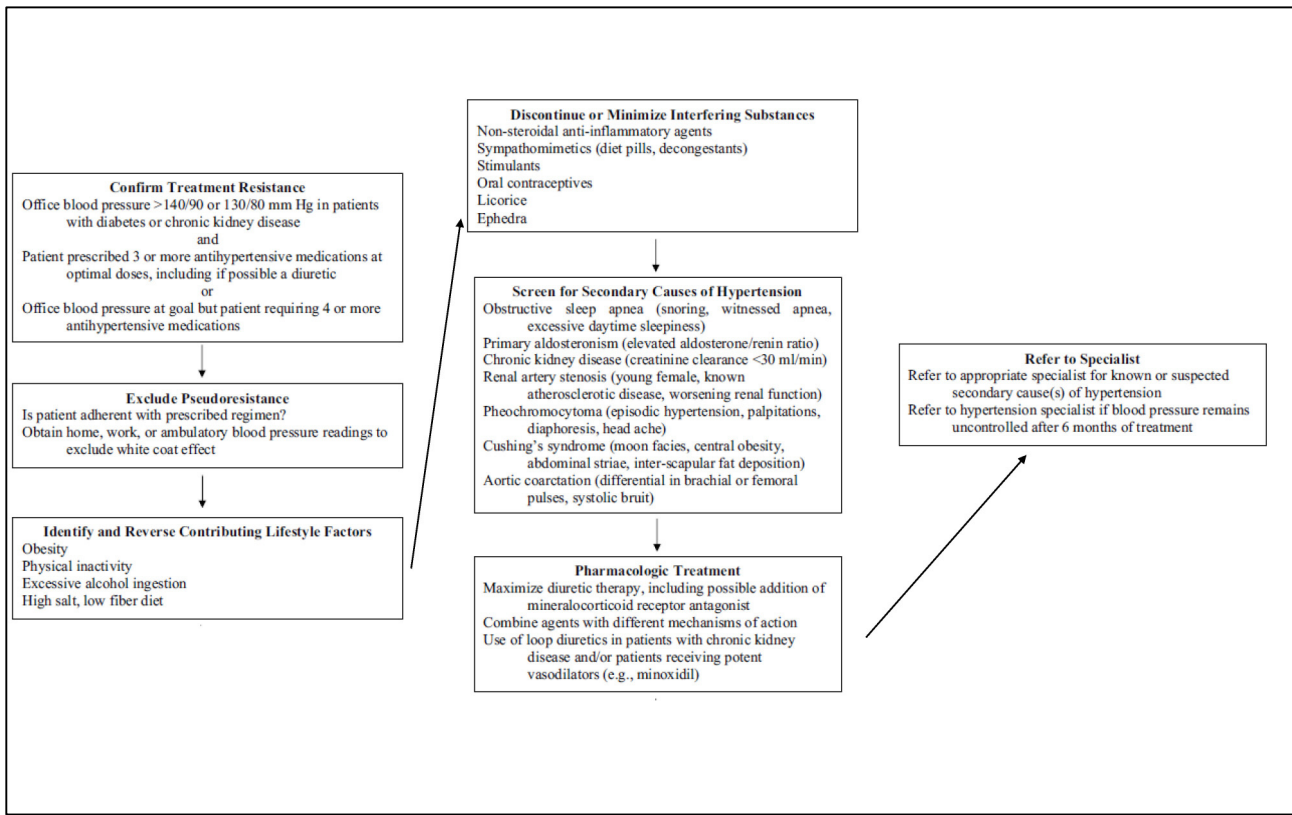 Confirm Treatment Resistance
Office blood pressure >140/90 or 130/80 mm Hg in patients
with diabetes or chronic kidney disease
and
Patient prescribed 3 or more antihypertensive medications at
optimal doses, including if possible a diuretic
or
Office blood pressure at goal but patient requiring 4 or more
antihypertensive medications
Exclude Pseudoresistance
Is patient adherent with prescribed regimen?
Obtain home, work, or ambulatory blood pressure readings to
exclude white coat effect
Identify and Reverse Contributing Lifestyle Factors
Obesity
Physical inactivity
Excessive alcohol ingestion
High salt, low fiber diet
Discontinue or Minimize Interfering Substances
Non-steroidal anti-inflammatory agents
Sympathomimetics (diet pills, decongestants)
Stimulants
Oral contraceptives
Licorice
Ephedra
Screen for Secondary Causes of Hypertension
Obstructive sleep apnea (snoring, witnessed apnea,
excessive daytime sleepiness)
Primary aldosteronism (elevated aldosterone/renin ratio)
Chronic kidney disease (creatinine clearance <30 ml/min)
Renal artery stenosis (young female, known
atherosclerotic disease, worsening renal function)
Pheochromocytoma (episodic hypertension, palpitations,
diaphoresis, head ache)
Cushing's syndrome (moon facies, central obesity,
abdominal striae, inter-scapular fat deposition)
Aortic coarctation (differential in brachial or femoral
pulses, systolic bruit)
Pharmacologic Treatment
Maximize diuretic therapy, including possible addition of
mineralocorticoid receptor antagonist
Combine agents with different mechanisms of action
Use of loop diuretics in patients with chronic kidney
disease and/or patients receiving potent
vasodilators (e.g., minoxidil)
Refer to Specialist
Refer to appropriate specialist for known or suspected
secondary cause(s) of hypertension
Refer to hypertension specialist if blood pressure remains
uncontrolled after 6 months of treatment